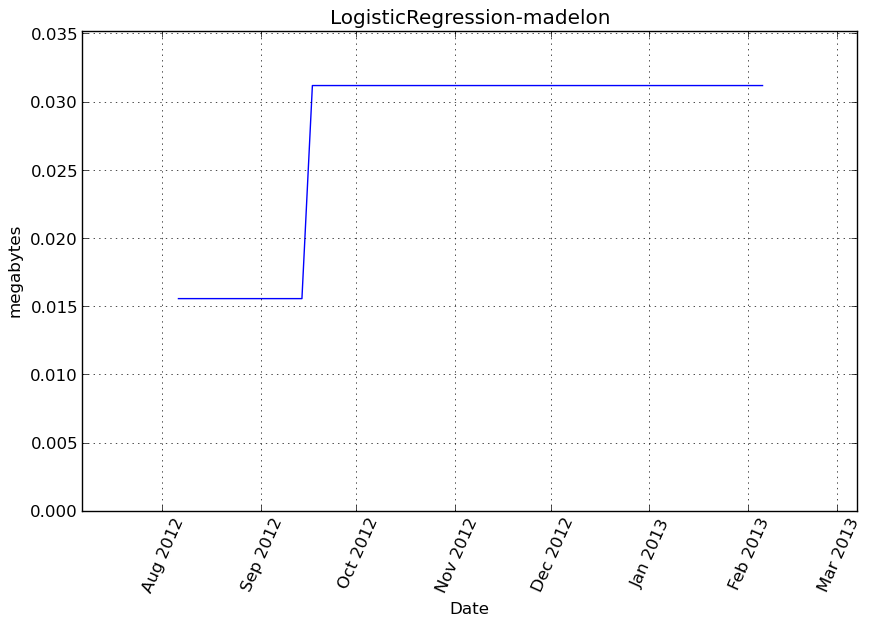 LogisticRegression-madelon
0.035
0.030
0.025
0.020
0.015
0.010
0.005
0.000
megabytes
Aug 2012
Sep 2012
Oct 2012
Nov 2012
Dec 2012
Jan 2013
Feb 2013
Mar 2013
Date